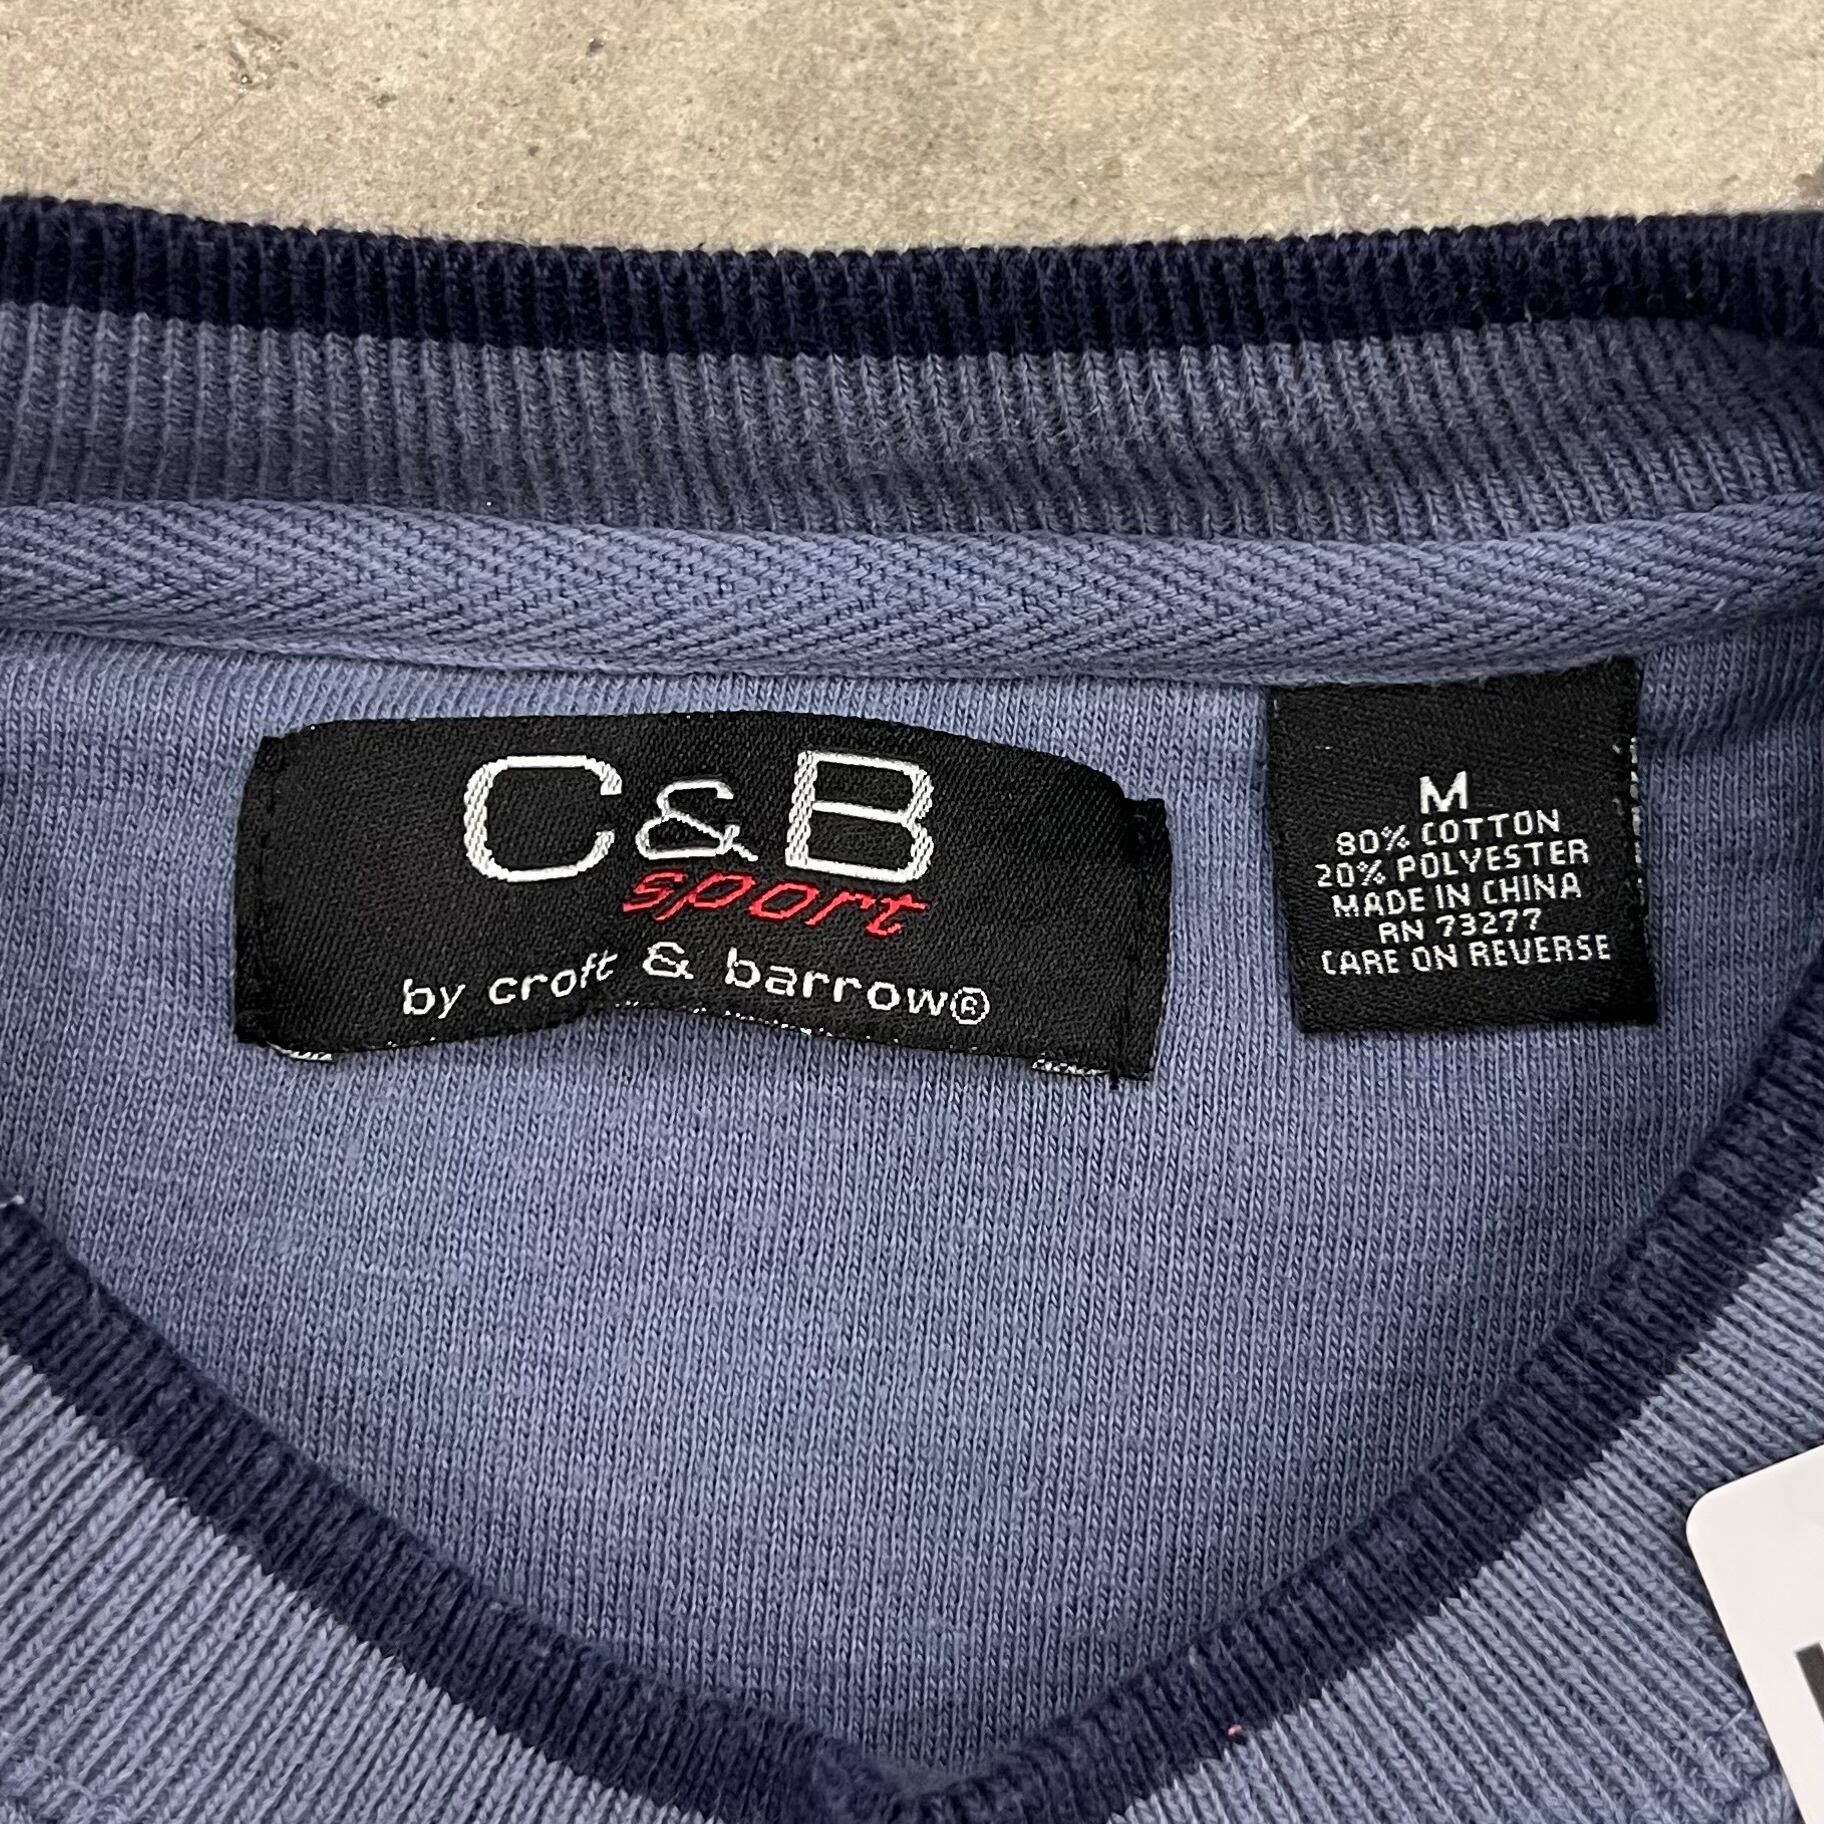 C&B
sport
by croft & barrow®
M
80% COTTON
20% POLYESTER
MADE IN CHINA
RN 73277
CARE ON REVERSE